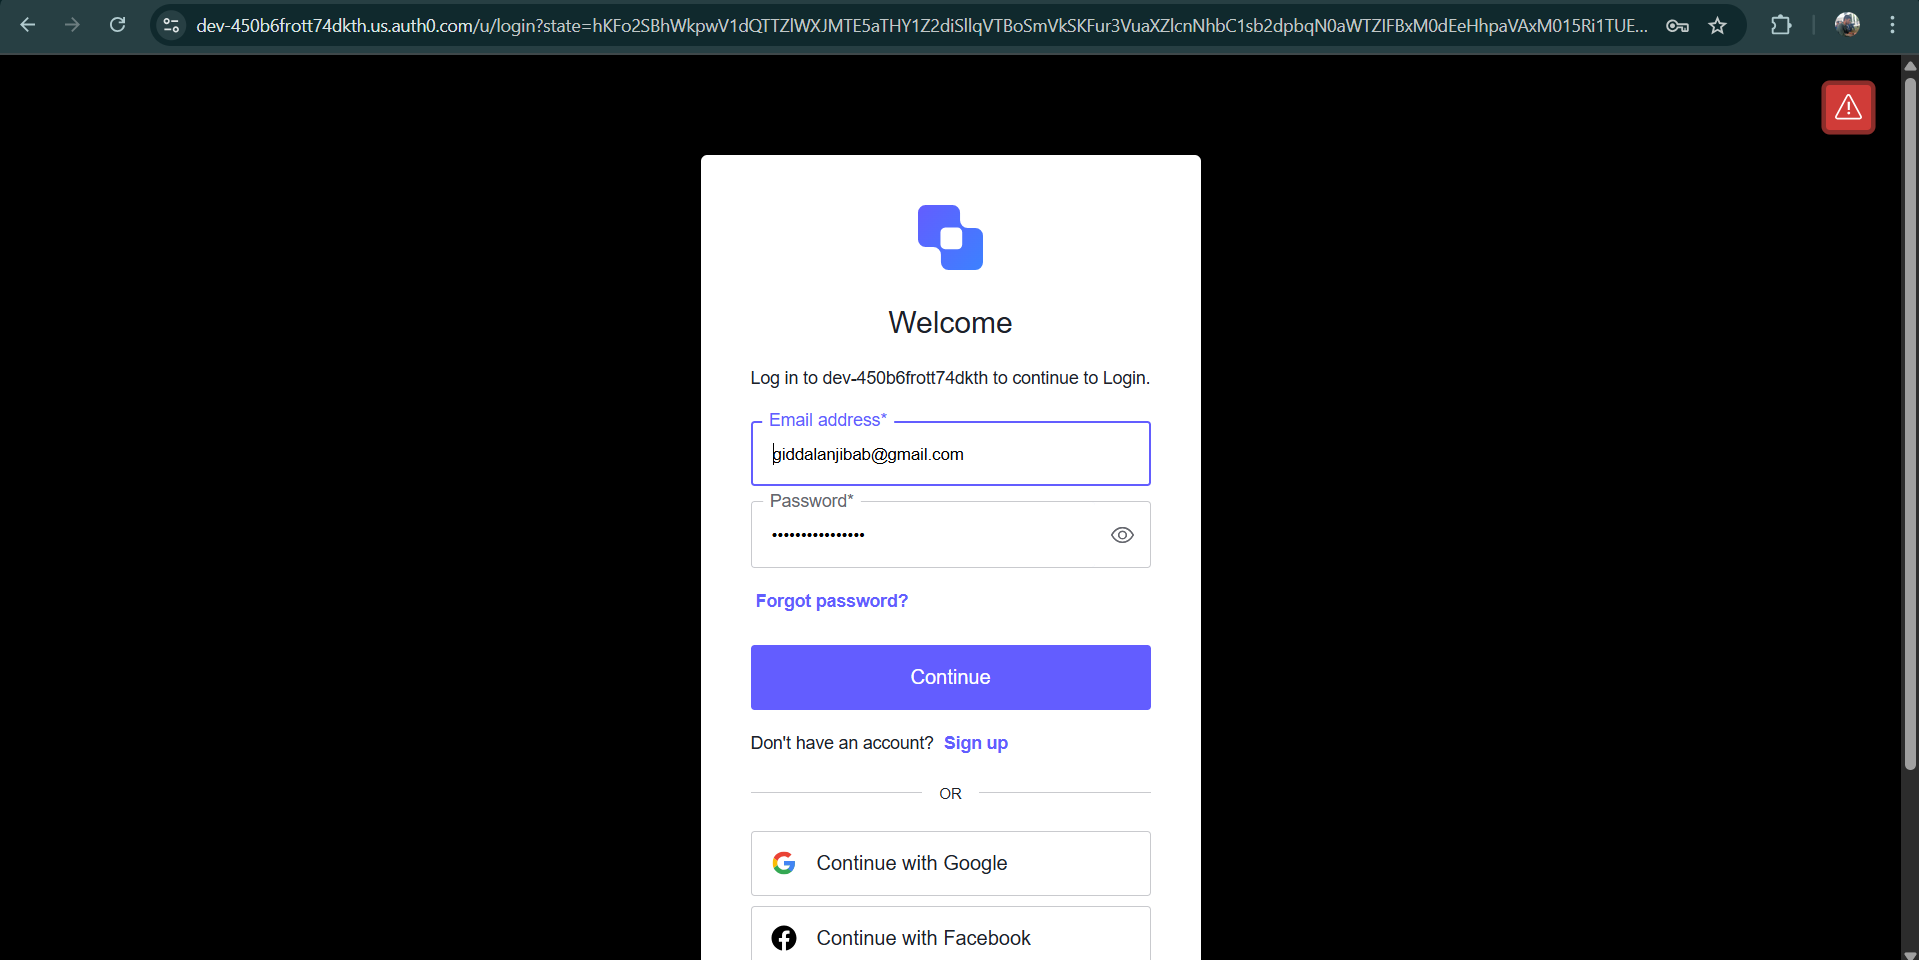 dev-450b6frott74dkth.us.auth0.com/u/login?state=hKFo2SBhWkpwV1dQTTZlWXJMTE5aTHY1Z2diSllqVTBoSmVkSKFur3VuaXZlcnNhbC1sb2dpbqN0aWTZIFBxM0dEeHhpaVAxM015Ri1TUE...
Welcome
Log in to dev-450b6frott74dkth to continue to Login.
Email address*
giddalanjibab@gmail.com
Password*
••••••••••••••••
Forgot password?
Continue
Don't have an account? Sign up
OR
Continue with Google
Continue with Facebook